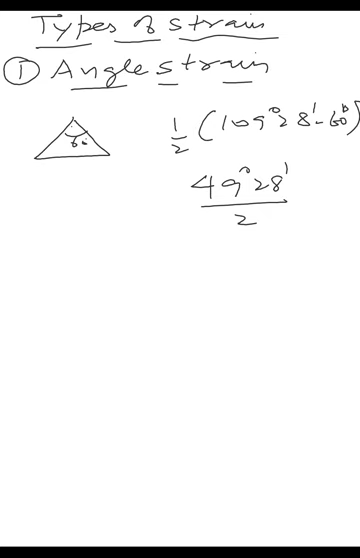 Types of strain
① Angle strain
60°
1/2 (109°28' - 60°)
49°28'
2